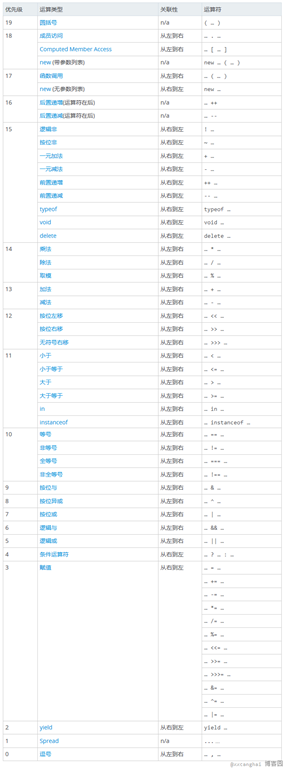 优先级 运算类型 关联性 运算符
19 圆括号 n/a ( … )
18 成员访问 从左到右 … . …
Computed Member Access 从左到右 … [ … ]
new (带参数列表) n/a new … ( … )
17 函数调用 从左到右 … ( … )
new (无参数列表) 从右到左 new …
16 后置递增(运算符在后) n/a … ++
后置递减(运算符在后) n/a … --
15 逻辑非 从右到左 ! …
按位非 从右到左 ~ …
一元加法 从右到左 + …
一元减法 从右到左 - …
前置递增 从右到左 ++ …
前置递减 从右到左 -- …
typeof 从右到左 typeof …
void 从右到左 void …
delete 从右到左 delete …
14 乘法 从左到右 … * …
除法 从左到右 … / …
取模 从左到右 … % …
13 加法 从左到右 … + …
减法 从左到右 … - …
12 按位左移 从左到右 … << …
按位右移 从左到右 … >> …
无符号右移 从左到右 … >>> …
11 小于 从左到右 … < …
小于等于 从左到右 … <= …
大于 从左到右 … > …
大于等于 从左到右 … >= …
in 从左到右 … in …
instanceof 从左到右 … instanceof …
10 等号 从左到右 … == …
非等号 从左到右 … != …
全等号 从左到右 … === …
非全等号 从左到右 … !== …
9 按位与 从左到右 … & …
8 按位异或 从左到右 … ^ …
7 按位或 从左到右 … | …
6 逻辑与 从左到右 … && …
5 逻辑或 从左到右 … || …
4 条件运算符 从右到左 … ? … : …
3 赋值 从右到左 … = …
… += …
… -= …
… *= …
… /= …
… %= …
… <<= …
… >>= …
… >>>= …
… &= …
… ^= …
… |= …
2 yield 从右到左 yield …
1 Spread n/a ... …
0 逗号 从左到右 … , …
博客园